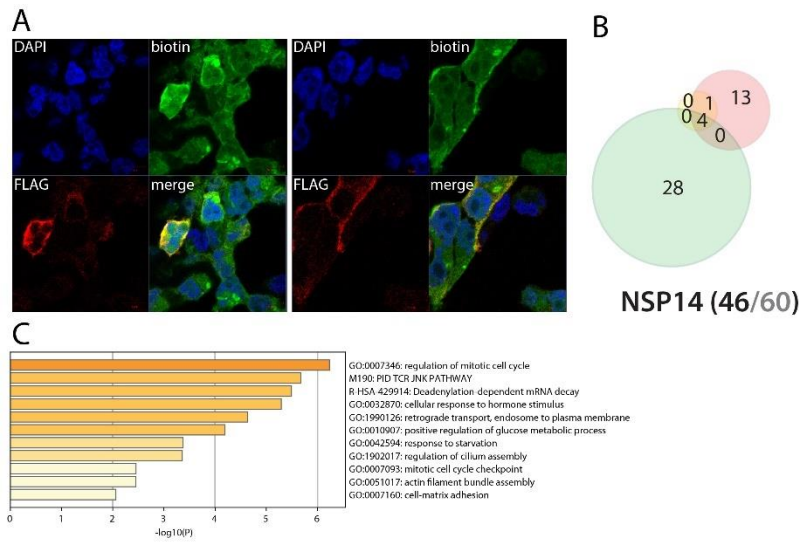 A
DAPI
biotin
DAPI
biotin
FLAG
merge
FLAG
merge
B
0
1
13
0
4
0
28
NSP14 (46/60)
C
GO:0007346: regulation of mitotic cell cycle
M190: PID TCR JNK PATHWAY
R-HSA-429914: Deadenylation-dependent mRNA decay
GO:0032870: cellular response to hormone stimulus
GO:1990126: retrograde transport, endosome to plasma membrane
GO:0010907: positive regulation of glucose metabolic process
GO:0042594: response to starvation
GO:1902017: regulation of cilium assembly
GO:0007093: mitotic cell cycle checkpoint
GO:0051017: actin filament bundle assembly
GO:0007160: cell-matrix adhesion
0 1 2 3 4 5 6
-log10(P)